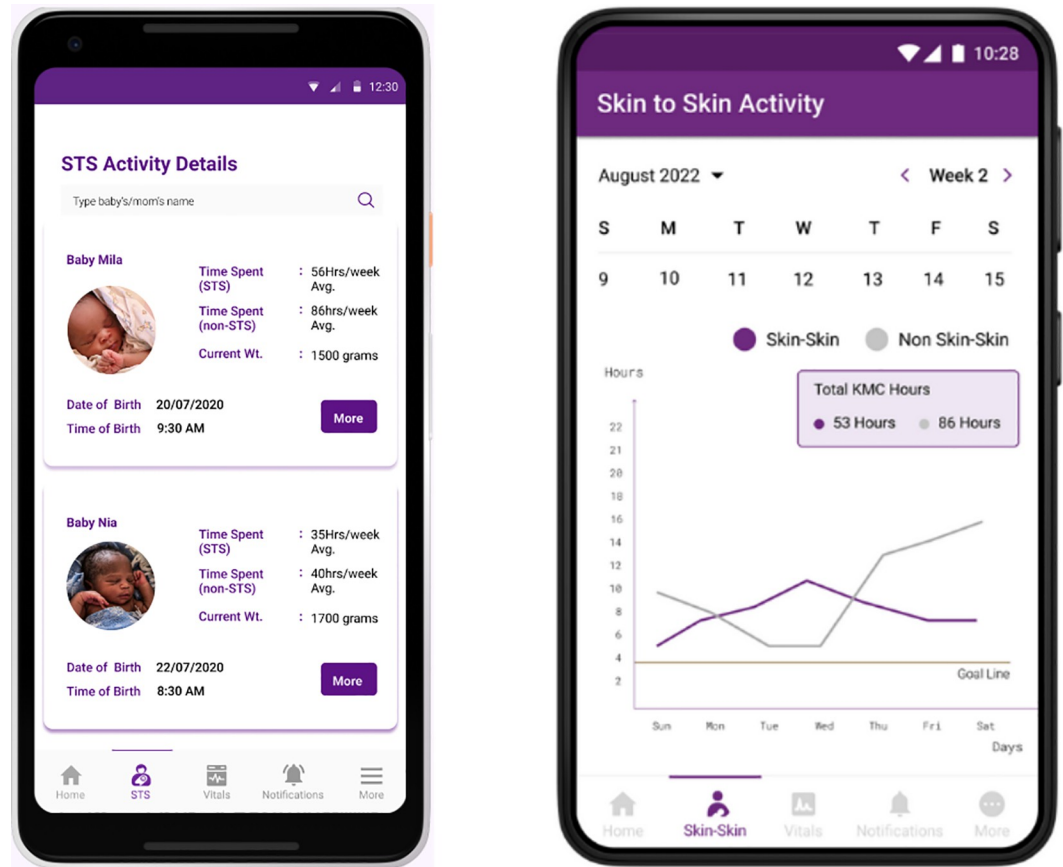 12:30
STS Activity Details
Type baby's/mom's name
Baby Mila
Time Spent (STS) : 56Hrs/week Avg.
Time Spent (non-STS) : 86hrs/week Avg.
Current Wt. : 1500 grams
Date of Birth 20/07/2020
Time of Birth 9:30 AM
More
Baby Nia
Time Spent (STS) : 35Hrs/week Avg.
Time Spent (non-STS) : 40hrs/week Avg.
Current Wt. : 1700 grams
Date of Birth 22/07/2020
Time of Birth 8:30 AM
More
Home STS Vitals Notifications More
10:28
Skin to Skin Activity
August 2022 < Week 2 >
S M T W T F S
9 10 11 12 13 14 15
Skin-Skin Non Skin-Skin
Hours
Total KMC Hours
53 Hours 86 Hours
22
21
20
18
16
14
12
10
8
6
4
2
Goal Line
Sun Mon Tue Wed Thu Fri Sat
Days
Home Skin-Skin Vitals Notifications More